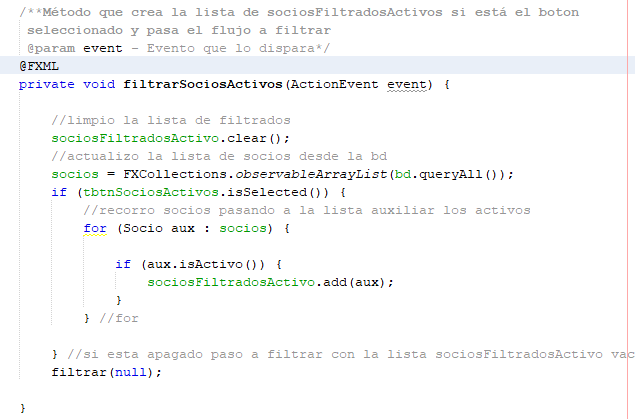 /**Método que crea la lista de sociosFiltradosActivos si está el boton
seleccionado y pasa el flujo a filtrar
@param event - Evento que lo dispara*/
@FXML
private void filtrarSociosActivos(ActionEvent event) {
//limpio la lista de filtrados
sociosFiltradosActivo.clear();
//actualizo la lista de socios desde la bd
socios = FXCollections.observableArrayList(bd.queryAll());
if (tbtnSociosActivos.isSelected()) {
//recorro socios pasando a la lista auxiliar los activos
for (Socio aux : socios) {
if (aux.isActivo()) {
sociosFiltradosActivo.add(aux);
}
} //for
} //si esta apagado paso a filtrar con la lista sociosFiltradosActivo vac
filtrar(null);
}